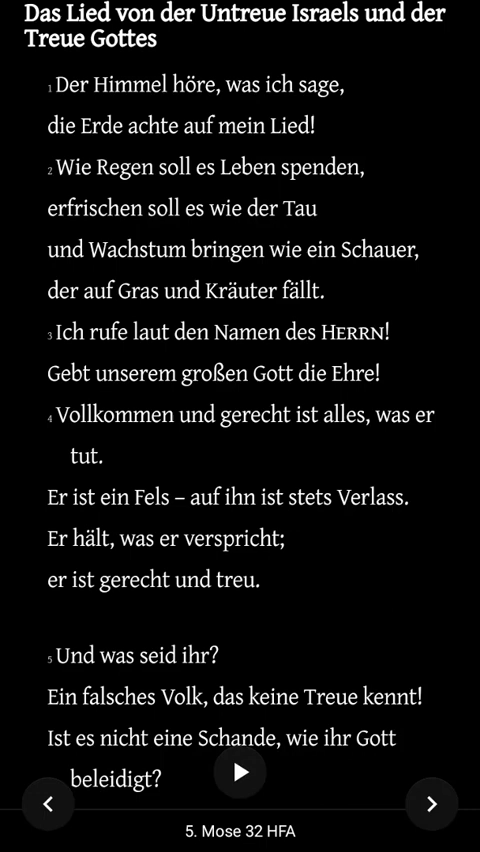 Das Lied von der Untreue Israels und der
Treue Gottes
1 Der Himmel höre, was ich sage,
die Erde achte auf mein Lied!
2 Wie Regen soll es Leben spenden,
erfrischen soll es wie der Tau
und Wachstum bringen wie ein Schauer,
der auf Gras und Kräuter fällt.
3 Ich rufe laut den Namen des HERRN!
Gebt unserem großen Gott die Ehre!
4 Vollkommen und gerecht ist alles, was er
tut.
Er ist ein Fels – auf ihn ist stets Verlass.
Er hält, was er verspricht;
er ist gerecht und treu.
5 Und was seid ihr?
Ein falsches Volk, das keine Treue kennt!
Ist es nicht eine Schande, wie ihr Gott
beleidigt?
5. Mose 32 HFA